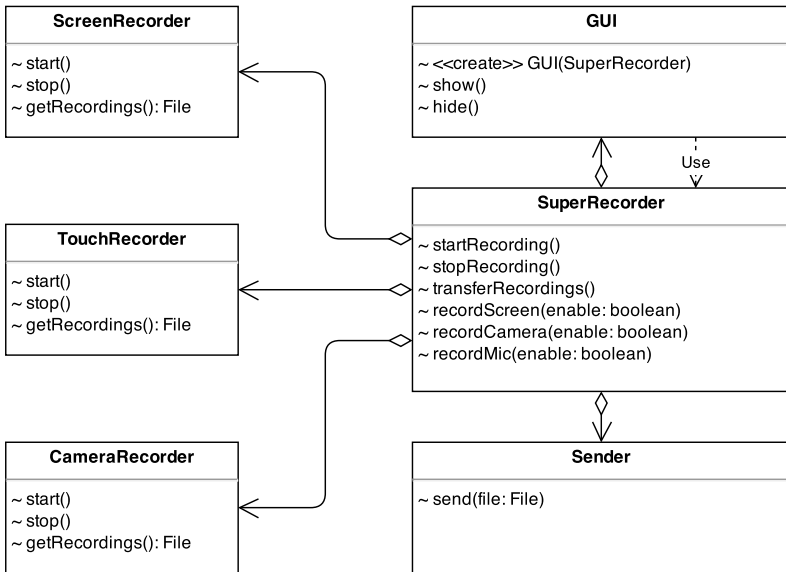 ScreenRecorder
~ start()
~ stop()
~ getRecordings(): File
GUI
~ <<create>> GUI(SuperRecorder)
~ show()
~ hide()
Use
TouchRecorder
~ start()
~ stop()
~ getRecordings(): File
SuperRecorder
~ startRecording()
~ stopRecording()
~ transferRecordings()
~ recordScreen(enable: boolean)
~ recordCamera(enable: boolean)
~ recordMic(enable: boolean)
CameraRecorder
~ start()
~ stop()
~ getRecordings(): File
Sender
~ send(file: File)